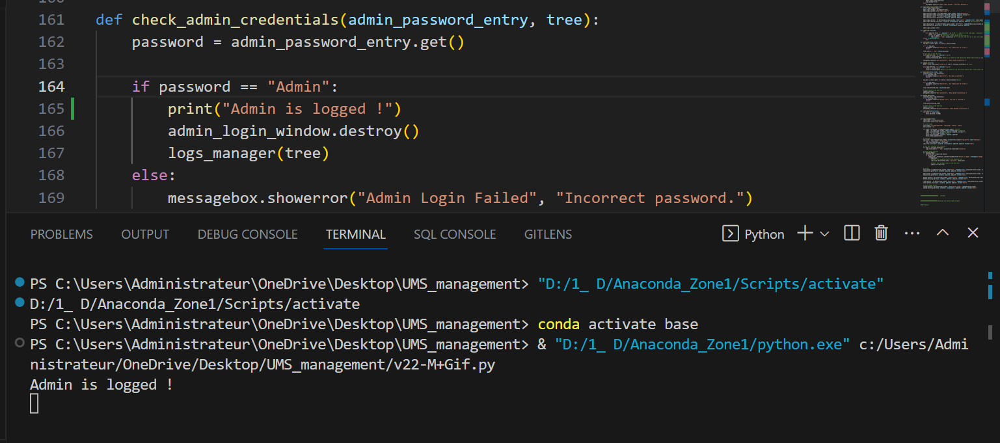 160
161 def check_admin_credentials(admin_password_entry, tree):
162 password = admin_password_entry.get()
163
164 if password == "Admin":
165 print("Admin is logged !")
166 admin_login_window.destroy()
167 logs_manager(tree)
168 else:
169 messagebox.showerror("Admin Login Failed", "Incorrect password.")
PROBLEMS OUTPUT DEBUG CONSOLE TERMINAL SQL CONSOLE GITLENS Python
PS C:\Users\Administrateur\OneDrive\Desktop\UMS_management> "D:/1_ D/Anaconda_Zone1/Scripts/activate"
D:/1_ D/Anaconda_Zone1/Scripts/activate
PS C:\Users\Administrateur\OneDrive\Desktop\UMS_management> conda activate base
PS C:\Users\Administrateur\OneDrive\Desktop\UMS_management> & "D:/1_ D/Anaconda_Zone1/python.exe" c:/Users/Admi
nistrateur/OneDrive/Desktop/UMS_management/v22-M+Gif.py
Admin is logged !